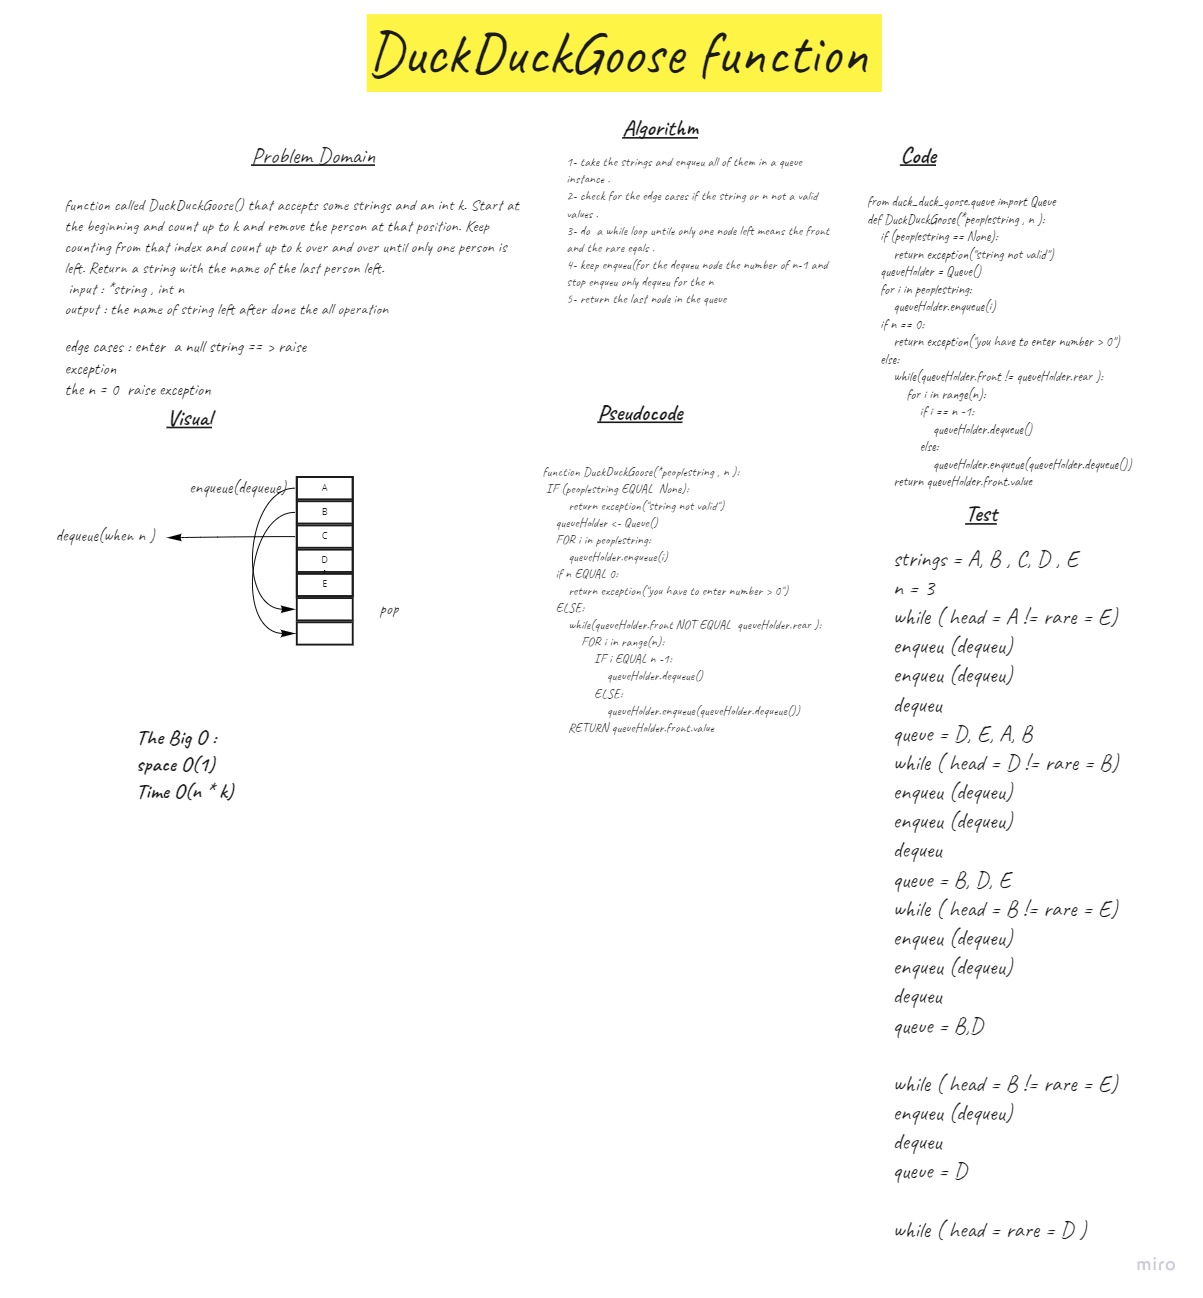 DuckDuckGoose function
Problem Domain
function called DuckDuckGoose() that accepts some strings and an int k. Start at
the beginning and count up to k and remove the person at that position. Keep
counting from that index and count up to k over and over until only one person is
left. Return a string with the name of the last person left.
input : *string , int n
output : the name of string left after done the all operation
edge cases : enter a null string == > raise
exception
the n = 0 raise exception
Visual
enqueue(dequeue)
dequeue(when n )
A
B
C
D
E
pop
The Big O :
space O(1)
Time O(n * k)
Algorithm
1- take the strings and enqueu all of them in a queue
instance .
2- check for the edge cases if the string or n not a valid
values .
3- do a while loop untile only one node left means the front
and the rare eqals .
4- keep enqueu(for the dequeu node the number of n-1 and
stop enqueu only dequeu for the n
5- return the last node in the queue
Pseudocode
function DuckDuckGoose(*peoplestring , n ):
IF (peoplestring EQUAL None):
return exception("string not valid")
queueHolder <- Queue()
FOR i in peoplestring:
queueHolder.enqueue(i)
if n EQUAL 0:
return exception("you have to enter number > 0")
ELSE:
while(queueHolder.front NOT EQUAL queueHolder.rear ):
FOR i in range(n):
IF i EQUAL n -1:
queueHolder.dequeue()
ELSE:
queueHolder.enqueue(queueHolder.dequeue())
RETURN queueHolder.front.value
Code
from duck_duck_goose.queue import Queue
def DuckDuckGoose(*peoplestring , n ):
if (peoplestring == None):
return exception("string not valid")
queueHolder = Queue()
for i in peoplestring:
queueHolder.enqueue(i)
if n == 0:
return exception("you have to enter number > 0")
else:
while(queueHolder.front != queueHolder.rear ):
for i in range(n):
if i == n -1:
queueHolder.dequeue()
else:
queueHolder.enqueue(queueHolder.dequeue())
return queueHolder.front.value
Test
strings = A, B , C, D , E
n = 3
while ( head = A != rare = E)
enqueu (dequeu)
enqueu (dequeu)
dequeu
queue = D, E, A, B
while ( head = D != rare = B)
enqueu (dequeu)
enqueu (dequeu)
dequeu
queue = B, D, E
while ( head = B != rare = E)
enqueu (dequeu)
enqueu (dequeu)
dequeu
queue = B,D
while ( head = B != rare = E)
enqueu (dequeu)
dequeu
queue = D
while ( head = rare = D )
miro